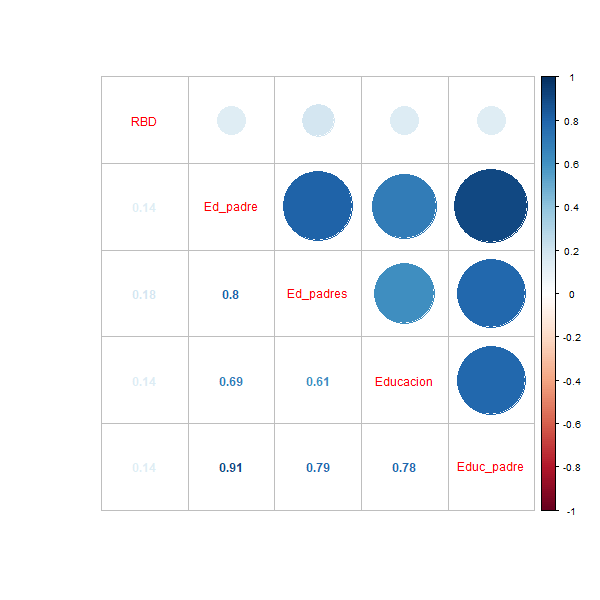 RBD
0.14 Ed_padre
0.18 0.8 Ed_padres
0.14 0.69 0.61 Educacion
0.14 0.91 0.79 0.78 Educ_padre
1
0.8
0.6
0.4
0.2
0
-0.2
-0.4
-0.6
-0.8
-1